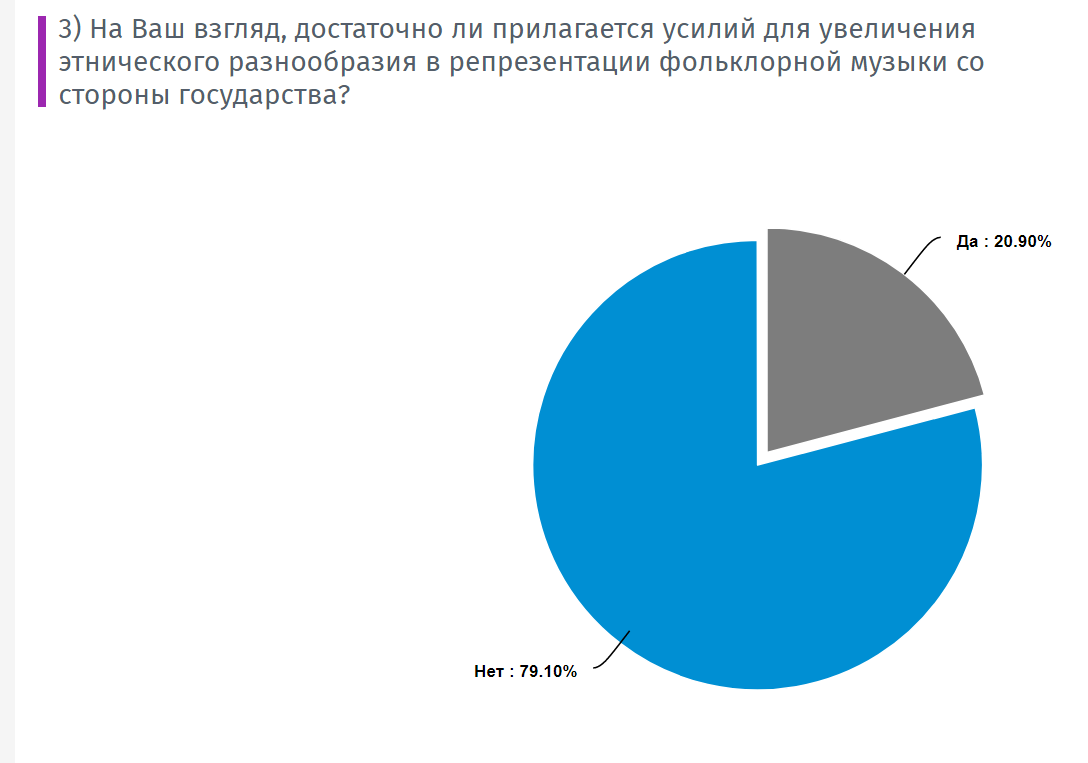 3) На Ваш взгляд, достаточно ли прилагается усилий для увеличения
этнического разнообразия в репрезентации фольклорной музыки со
стороны государства?
Да : 20.90%
Нет : 79.10%